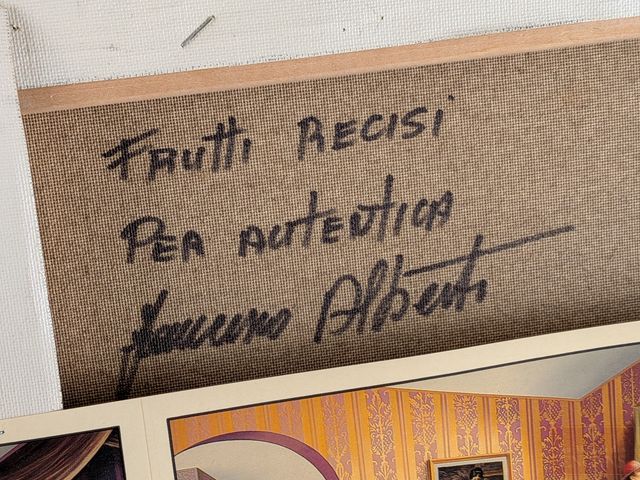 FRUTTI RECISI
PER AUTENTICA
Alberti